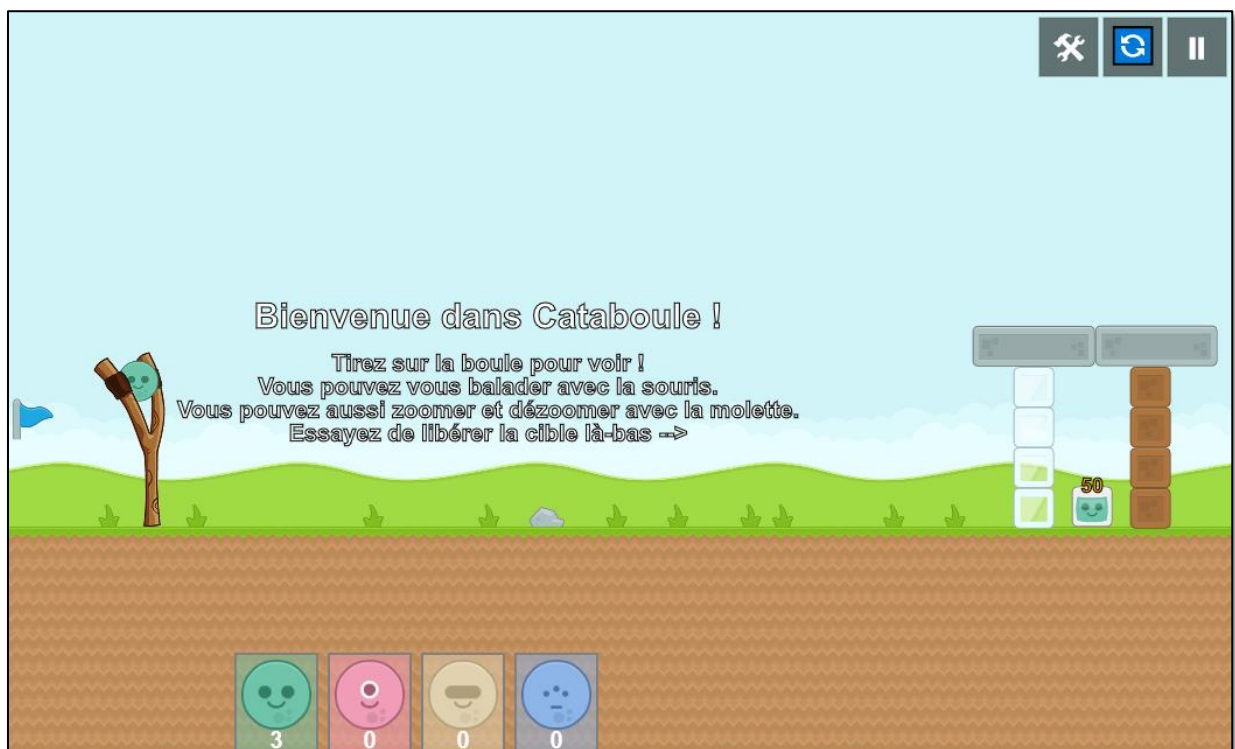 Bienvenue dans Cataboule !
Tirez sur la boule pour voir !
Vous pouvez vous balader avec la souris.
Vous pouvez aussi zoomer et dézoomer avec la molette.
Essayez de libérer la cible là-bas -->
50
3
0
0
0